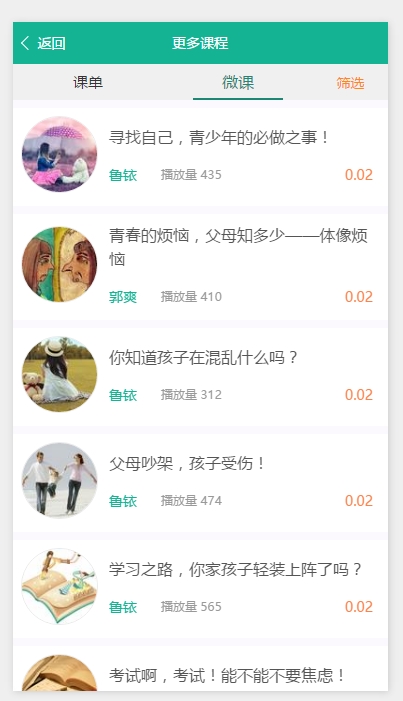 返回
更多课程
课单
微课
筛选
寻找自己，青少年的必做之事！
鲁铱
播放量 435
0.02
青春的烦恼，父母知多少——体像烦
恼
郭爽
播放量 410
0.02
你知道孩子在混乱什么吗？
鲁铱
播放量 312
0.02
父母吵架，孩子受伤！
鲁铱
播放量 474
0.02
学习之路，你家孩子轻装上阵了吗？
鲁铱
播放量 565
0.02
考试啊，考试！能不能不要焦虑！